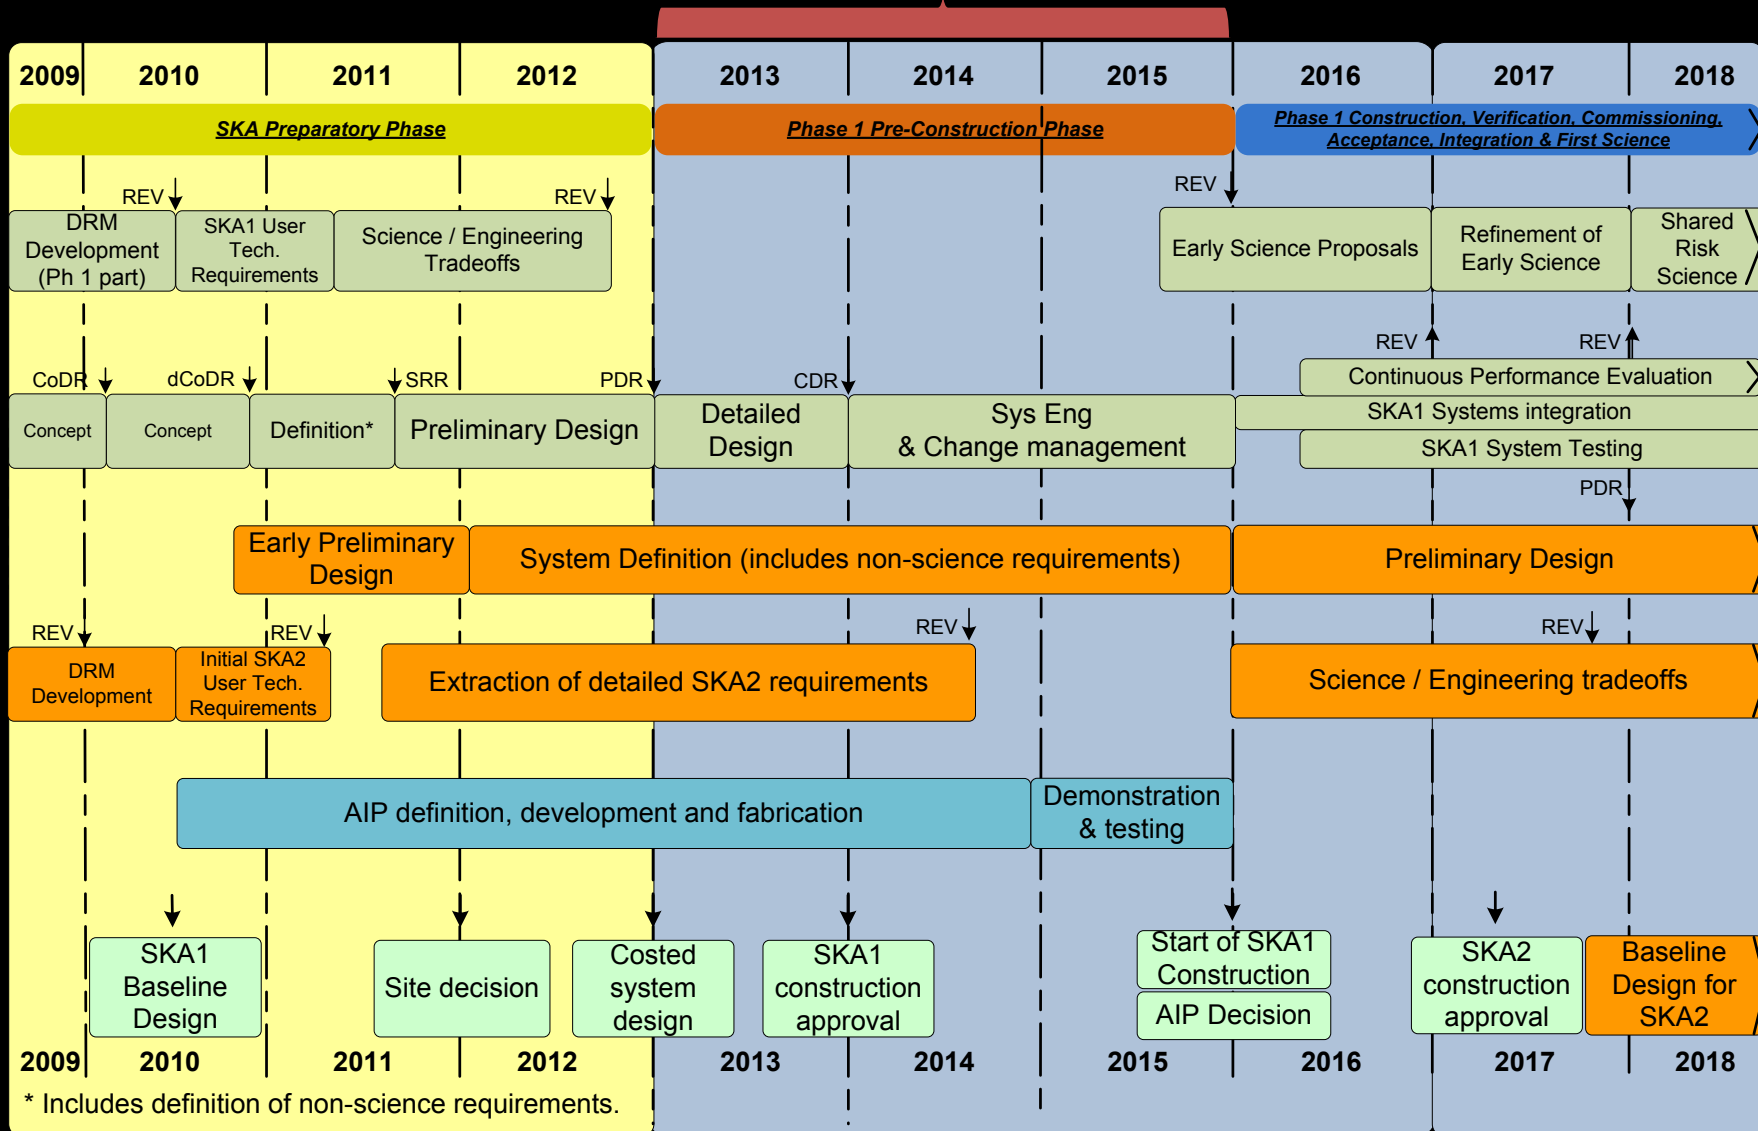 2009 2010 2011 2012 2013 2014 2015 2016 2017 2018
SKA Preparatory Phase
Phase 1 Pre-Construction Phase
Phase 1 Construction, Verification, Commissioning,
Acceptance, Integration & First Science
REV
REV
REV
DRM
Development
(Ph 1 part)
SKA1 User
Tech.
Requirements
Science / Engineering
Tradeoffs
Early Science Proposals
Refinement of
Early Science
Shared
Risk
Science
REV
REV
CoDR
dCoDR
SRR
PDR
CDR
Continuous Performance Evaluation
Concept
Concept
Definition*
Preliminary Design
Detailed
Design
Sys Eng
& Change management
SKA1 Systems integration
SKA1 System Testing
PDR
Early Preliminary
Design
System Definition (includes non-science requirements)
Preliminary Design
REV
REV
REV
REV
DRM
Development
Initial SKA2
User Tech.
Requirements
Extraction of detailed SKA2 requirements
Science / Engineering tradeoffs
AIP definition, development and fabrication
Demonstration
& testing
SKA1
Baseline
Design
Site decision
Costed
system
design
SKA1
construction
approval
Start of SKA1
Construction
AIP Decision
SKA2
construction
approval
Baseline
Design for
SKA2
2009 2010 2011 2012 2013 2014 2015 2016 2017 2018
* Includes definition of non-science requirements.